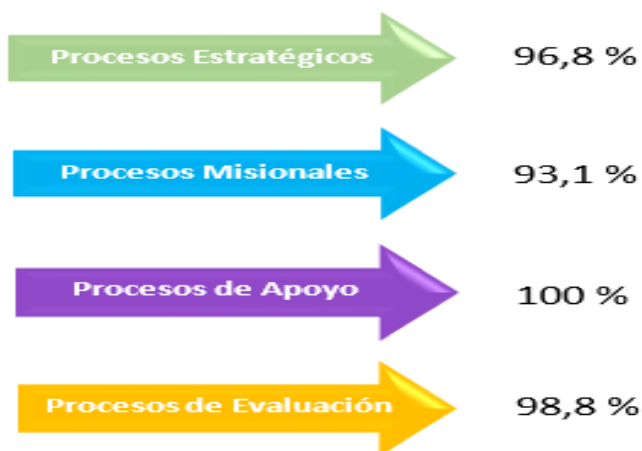 Procesos Estratégicos 96,8 %
Procesos Misionales 93,1 %
Procesos de Apoyo 100 %
Procesos de Evaluación 98,8 %